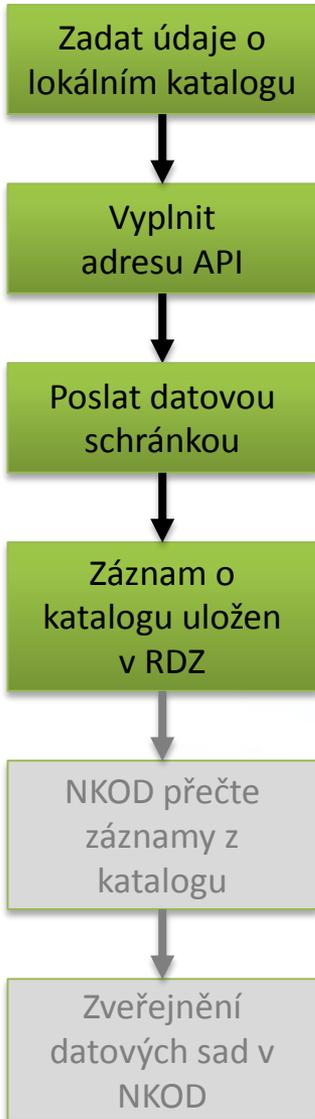 Zadat údaje o
lokálním katalogu
Vyplnit
adresu API
Poslat datovou
schránkou
Záznam o
katalogu uložen
v RDZ
NKOD přečte
záznamy z
katalogu
Zveřejnění
datových sad v
NKOD